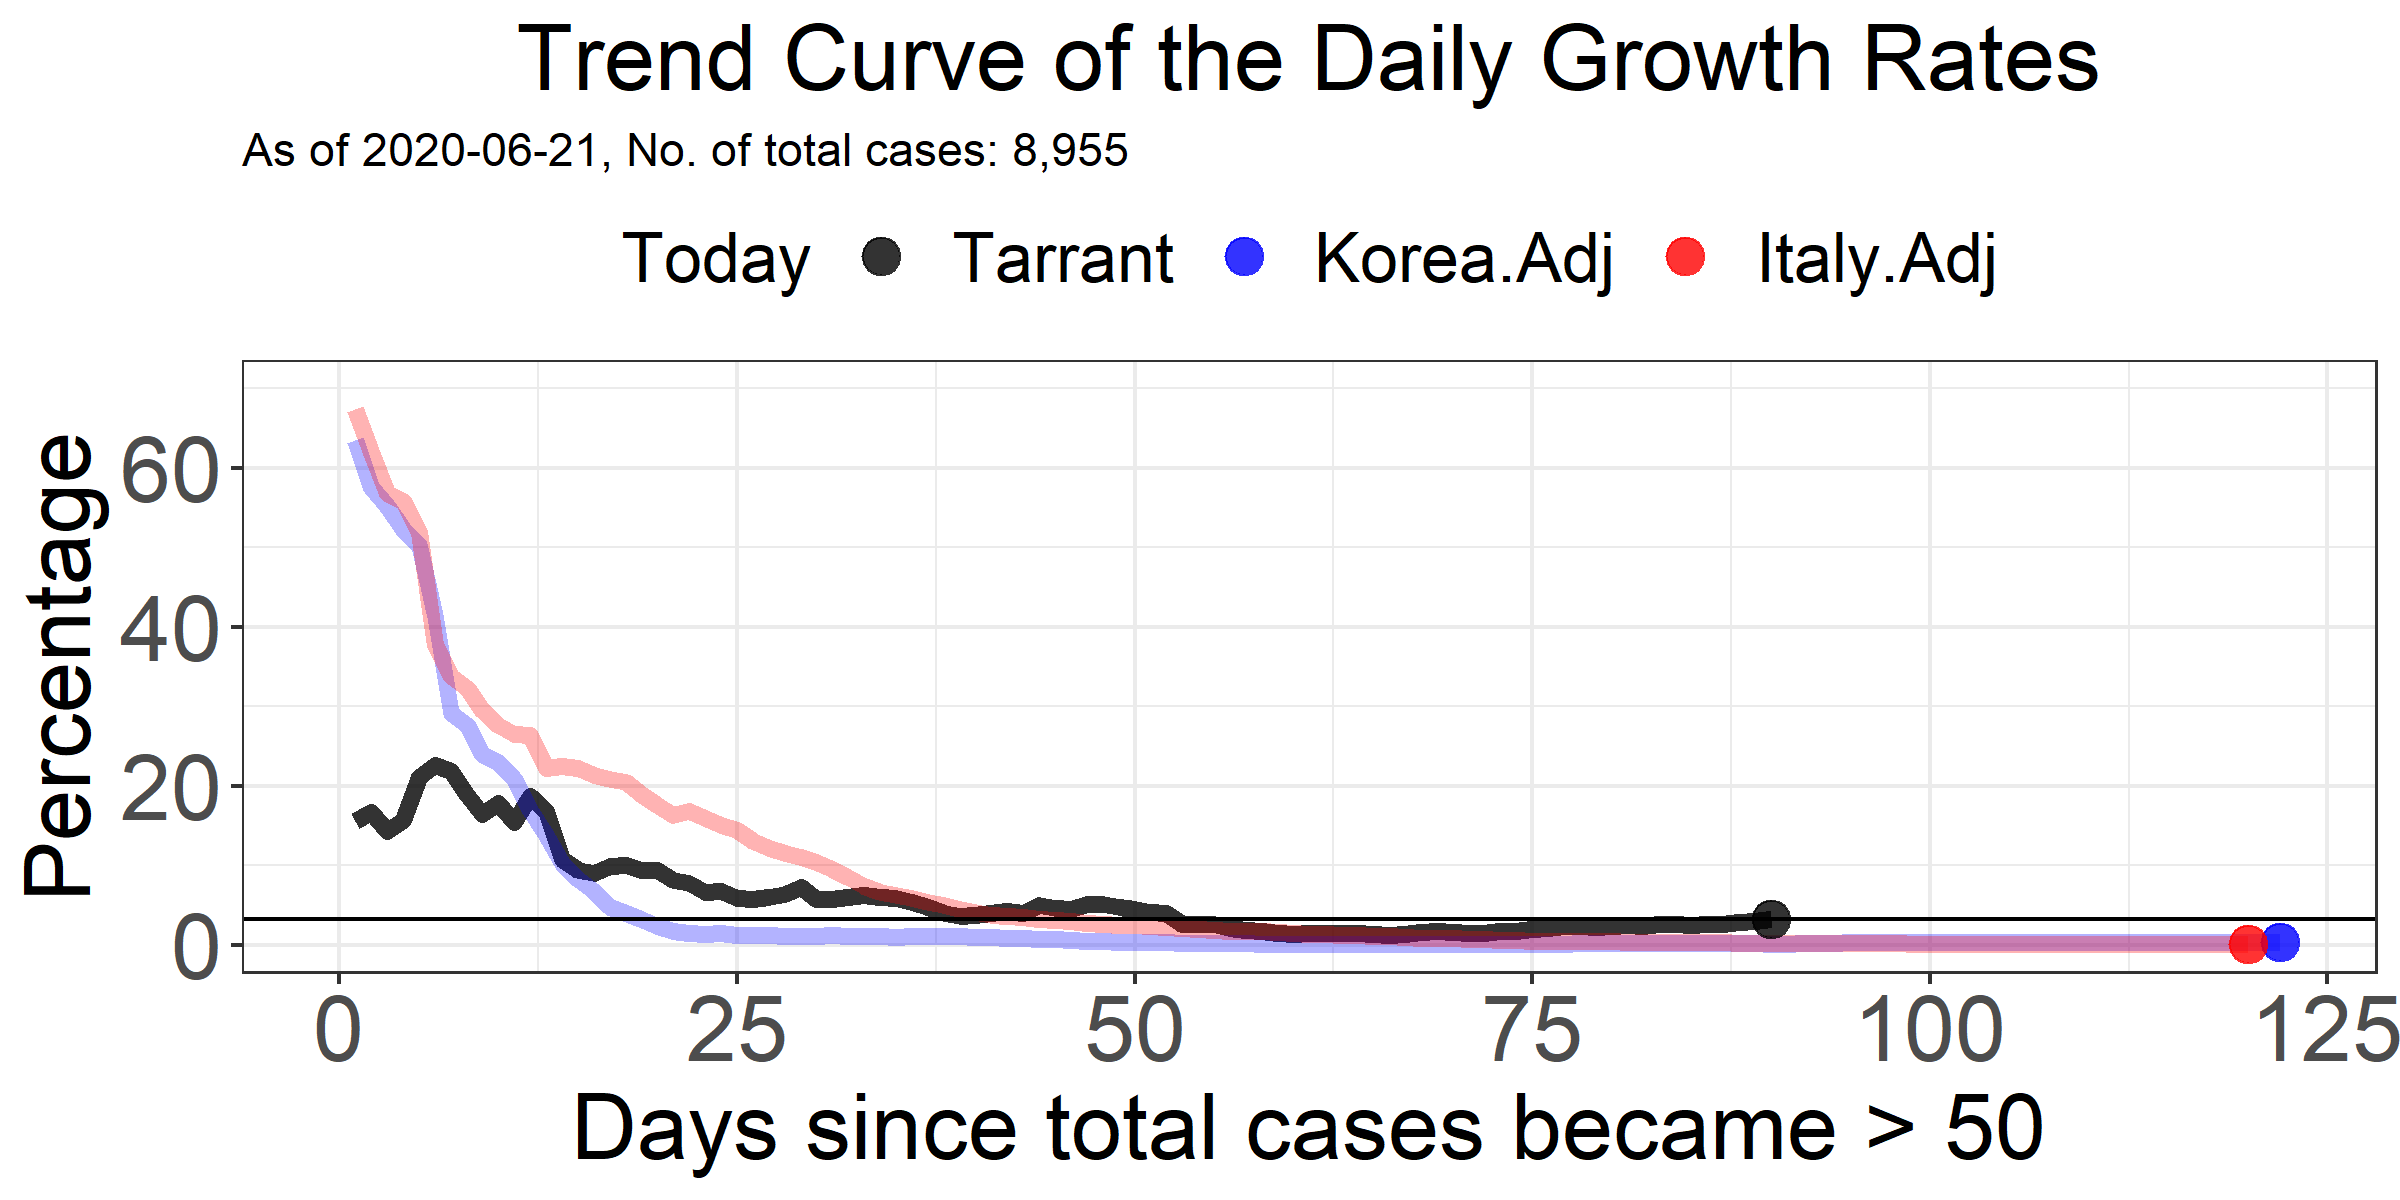 Trend Curve of the Daily Growth Rates
As of 2020-06-21, No. of total cases: 8,955
Today Tarrant Korea.Adj Italy.Adj
Percentage
60
40
20
0
0 25 50 75 100 125
Days since total cases became > 50